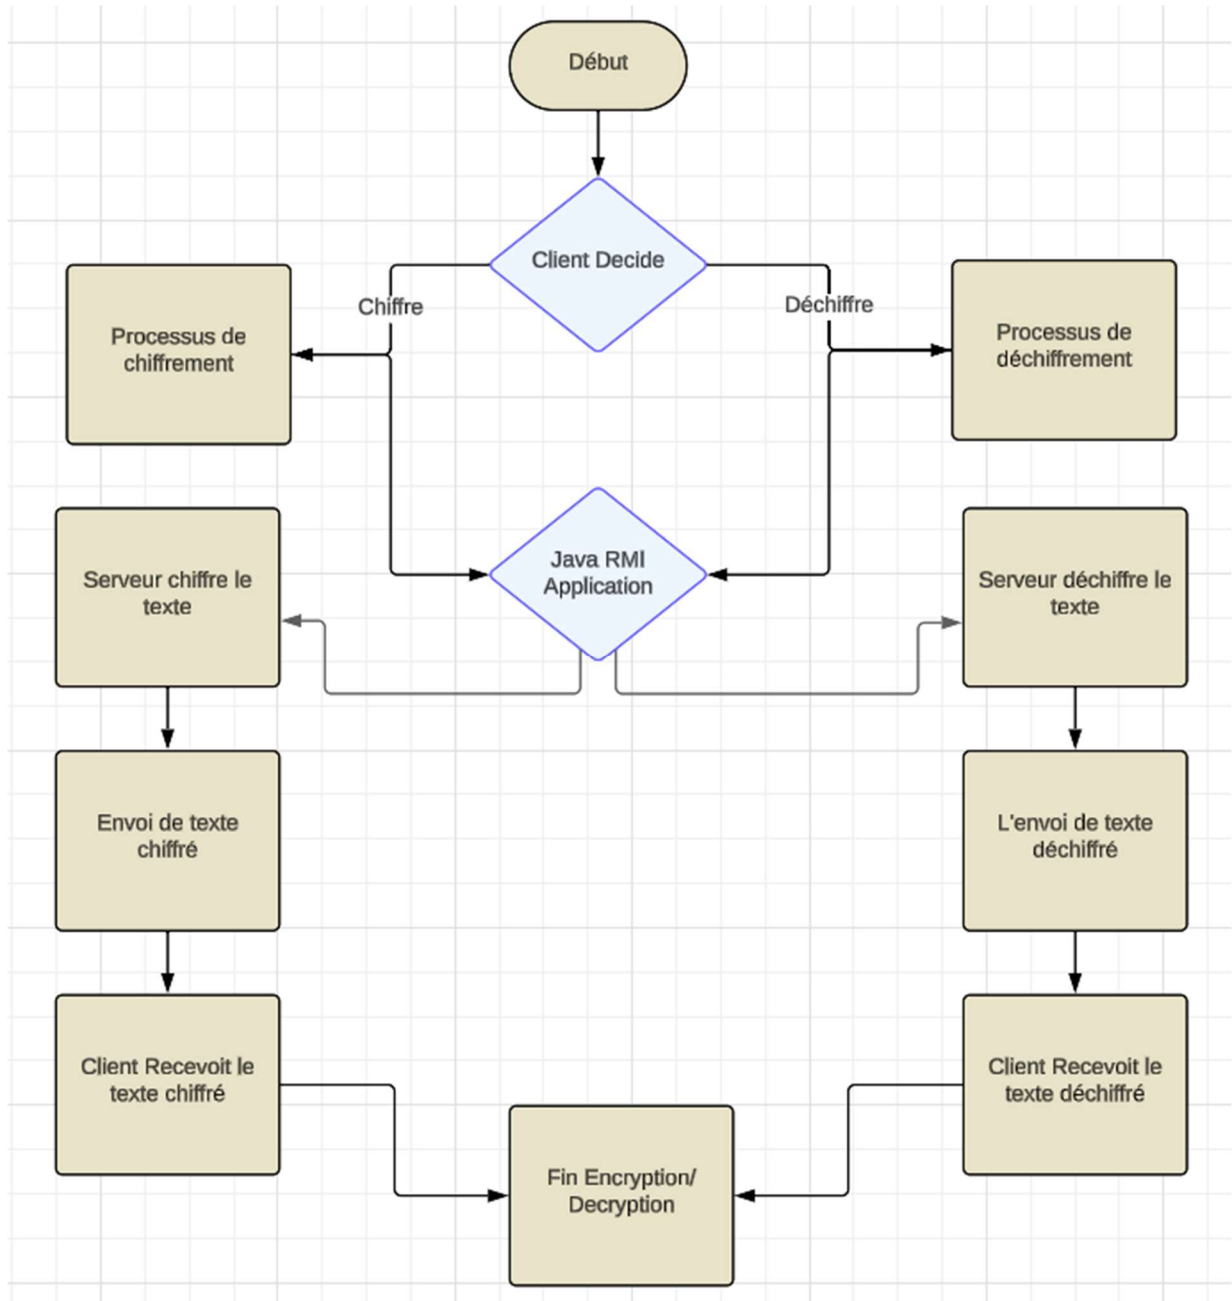 Début
Client Decide
Chiffre
Déchiffre
Processus de
chiffrement
Processus de
déchiffrement
Java RMI
Application
Serveur chiffre le
texte
Serveur déchiffre le
texte
Envoi de texte
chiffré
L'envoi de texte
déchiffré
Client Recevoit le
texte chiffré
Client Recevoit le
texte déchiffré
Fin Encryption/
Decryption